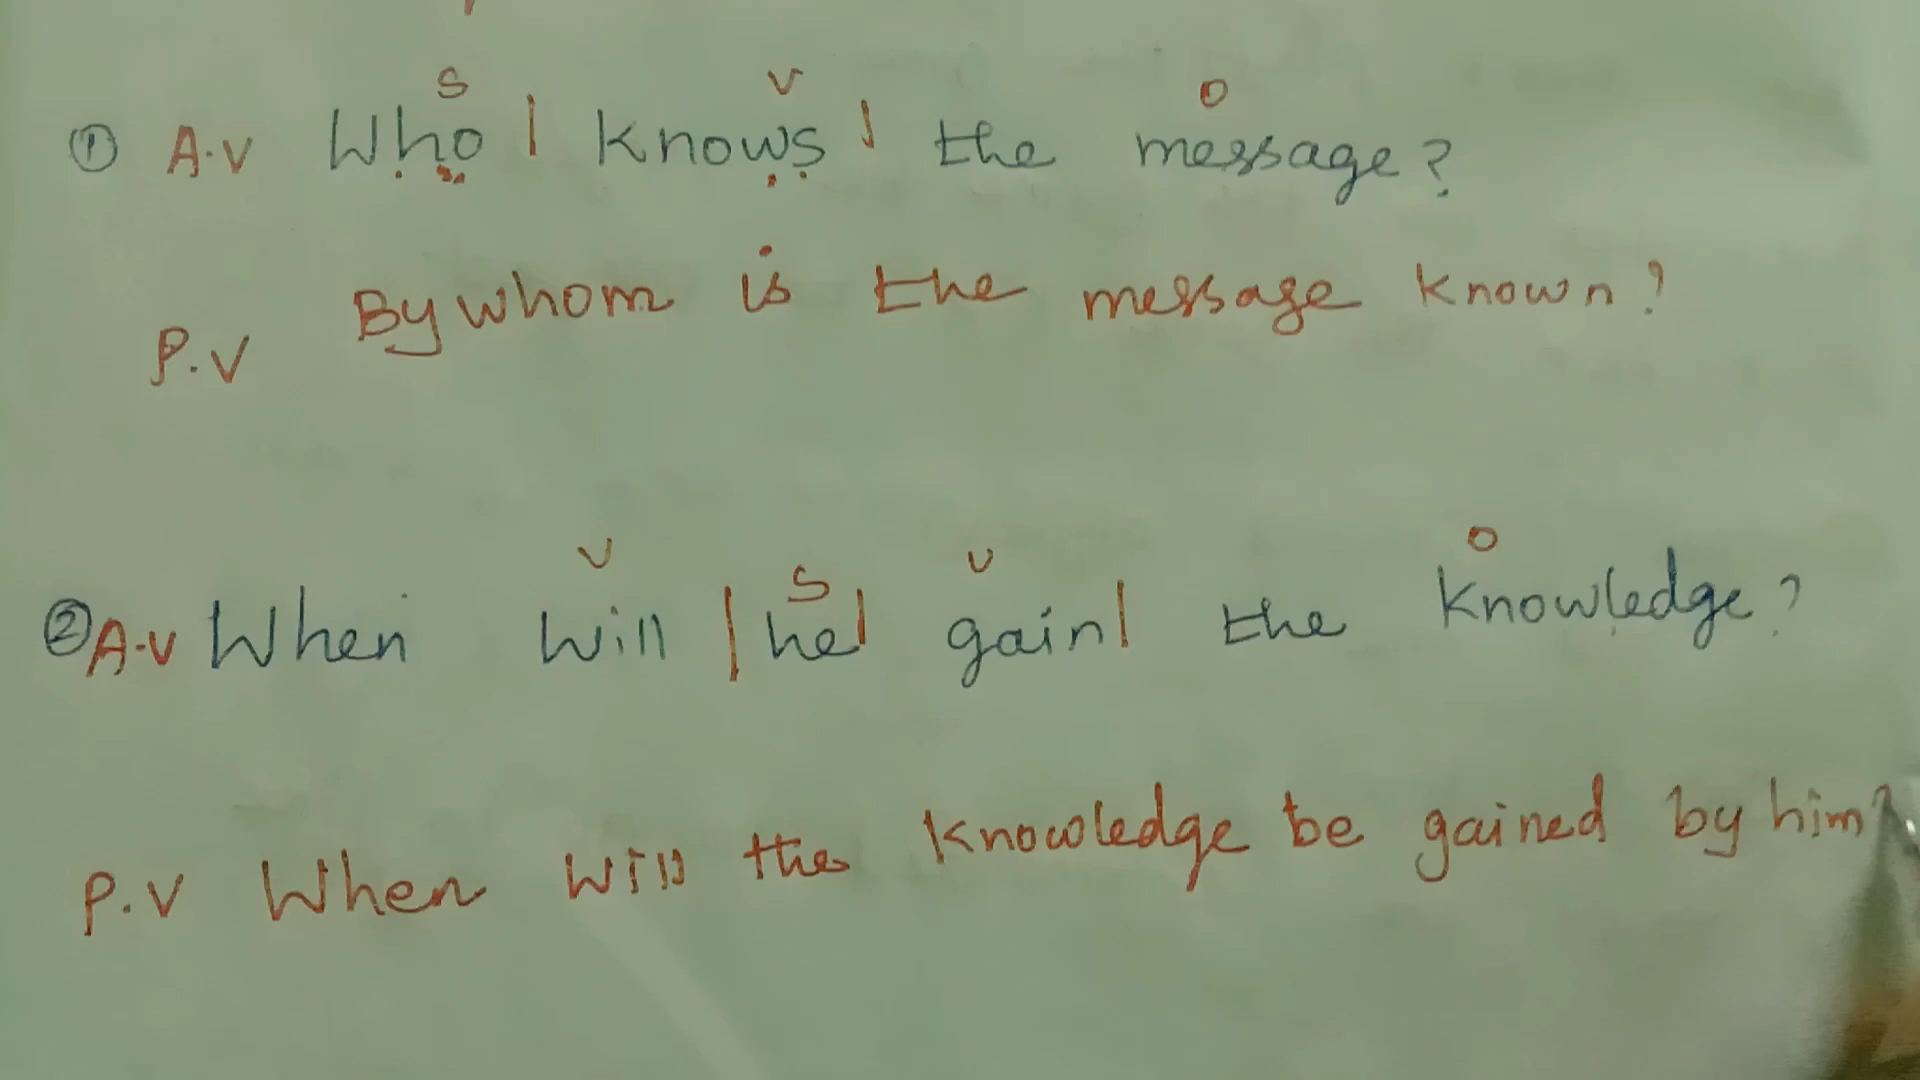 S V O
① A.V Who | Knows | the message?
P.V By whom is the message known?
V S V O
② A.V When will | he | gain | the Knowledge?
P.V When will the Knowledge be gained by him?